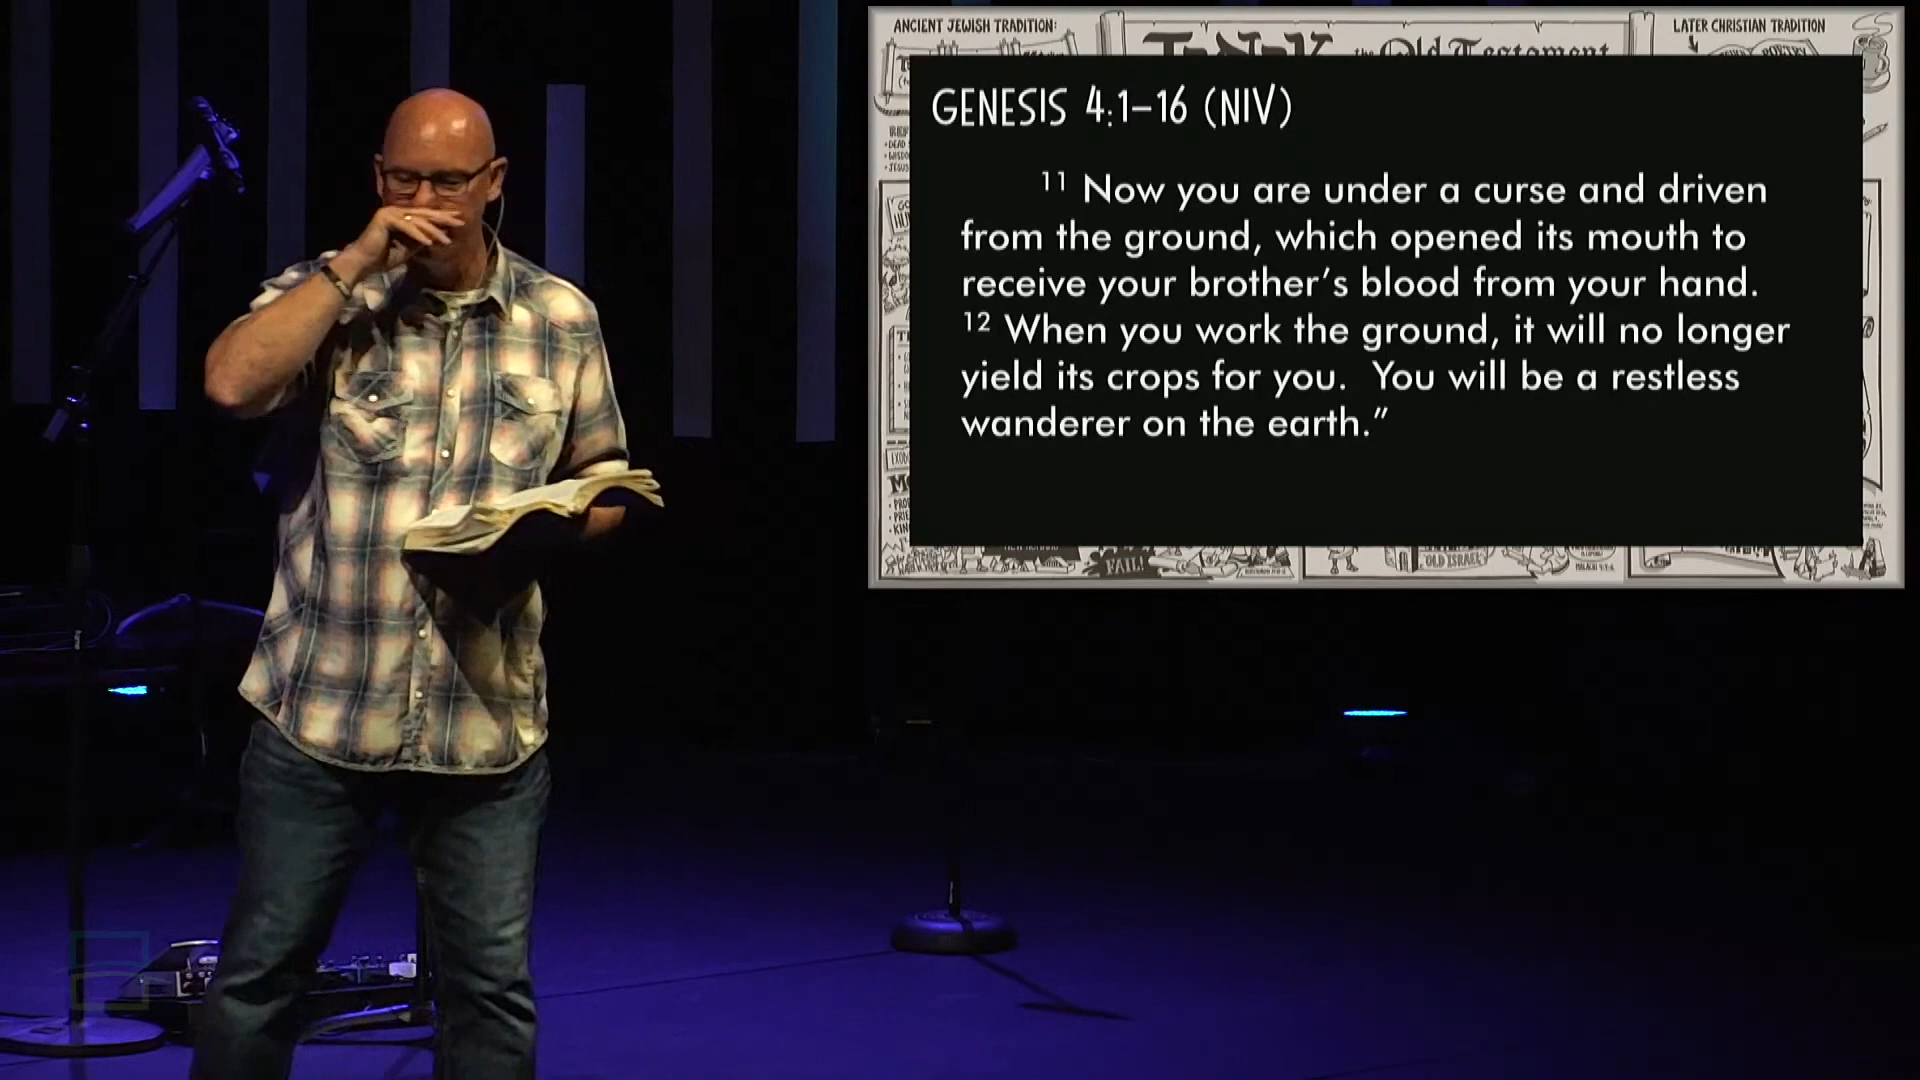 ANCIENT JEWISH TRADITION:
LATER CHRISTIAN TRADITION
the Old Testament
GENESIS 4:1–16 (NIV)
11 Now you are under a curse and driven
from the ground, which opened its mouth to
receive your brother’s blood from your hand.
12 When you work the ground, it will no longer
yield its crops for you. You will be a restless
wanderer on the earth.”
FAIL!
OLD ISRAEL